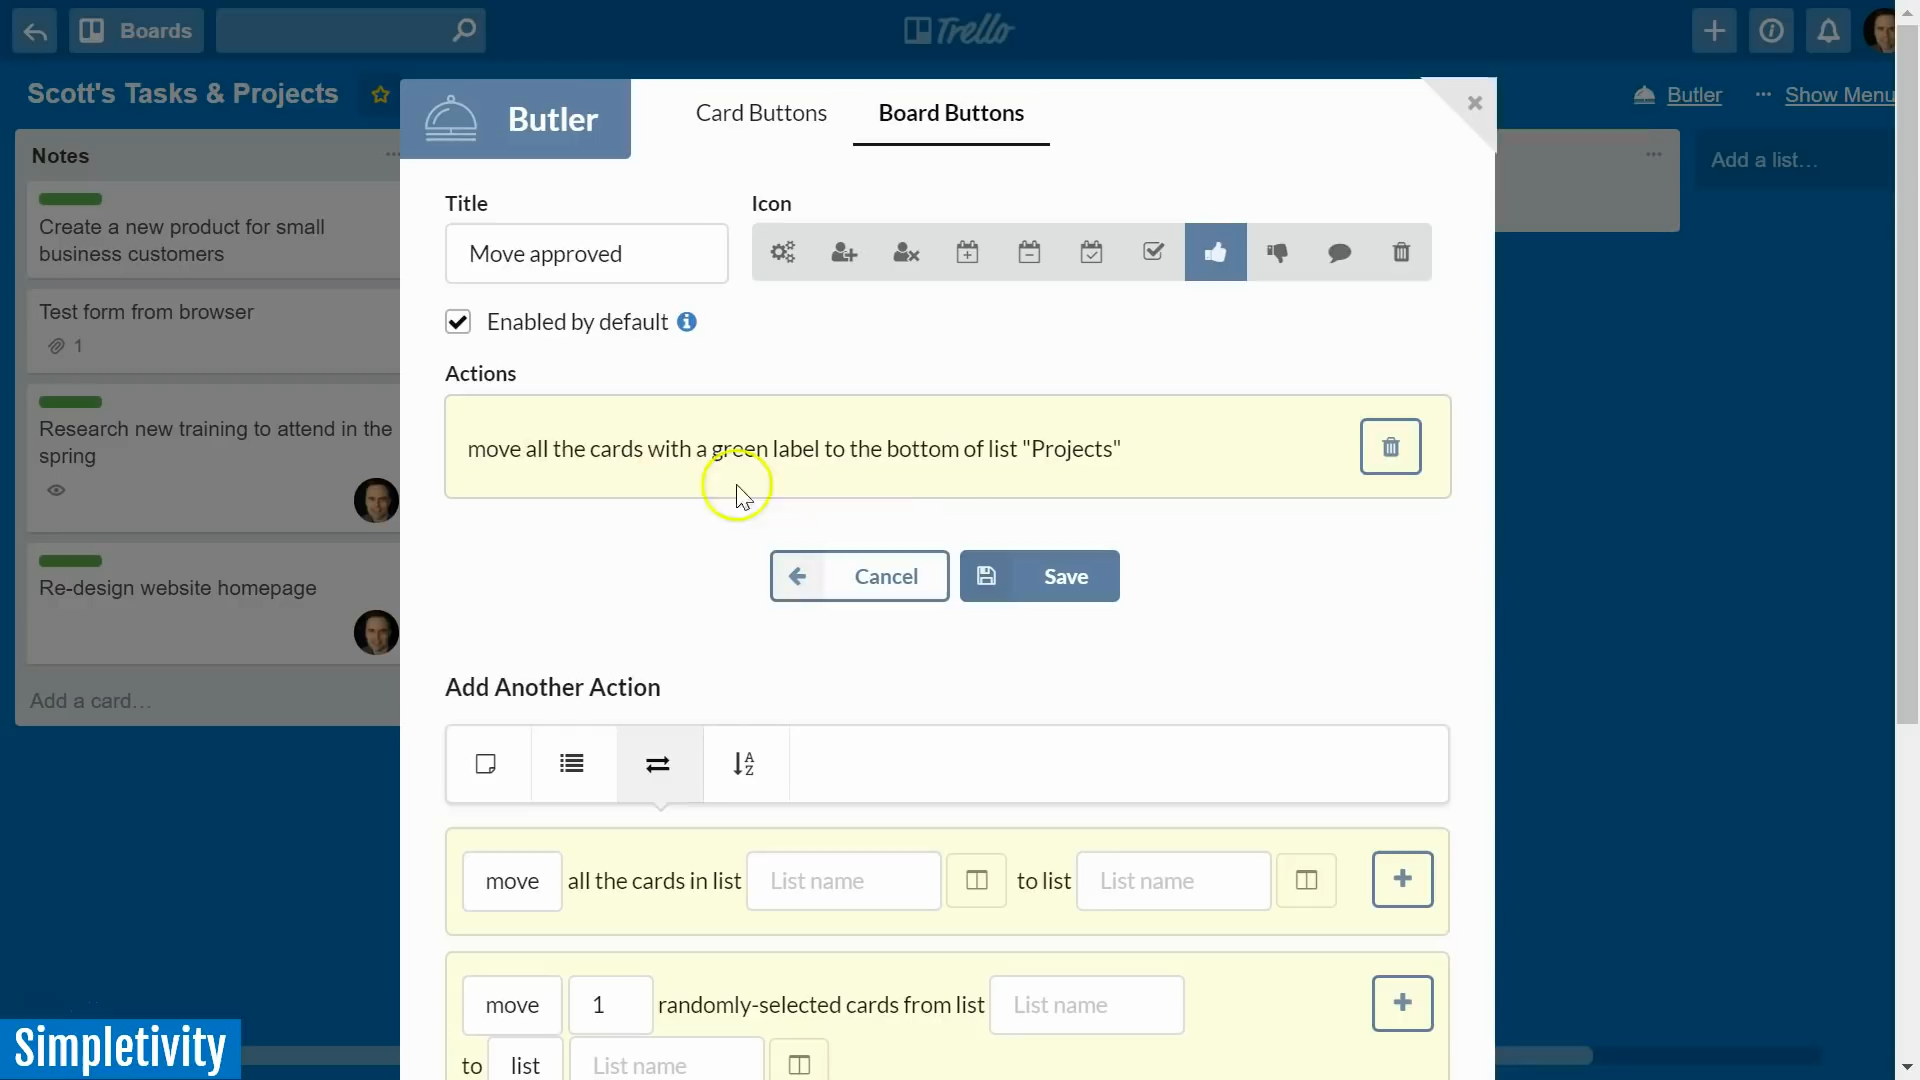 Boards
Trello
Scott's Tasks & Projects
Butler
Show Menu
Notes
Create a new product for small
business customers
Test form from browser
1
Research new training to attend in the
spring
Re-design website homepage
Add a card…
Add a list…
Butler
Card Buttons
Board Buttons
Title
Icon
Move approved
Enabled by default
Actions
move all the cards with a green label to the bottom of list "Projects"
Cancel
Save
Add Another Action
move all the cards in list List name to list List name
move 1 randomly-selected cards from list List name
to list List name
Simpletivity